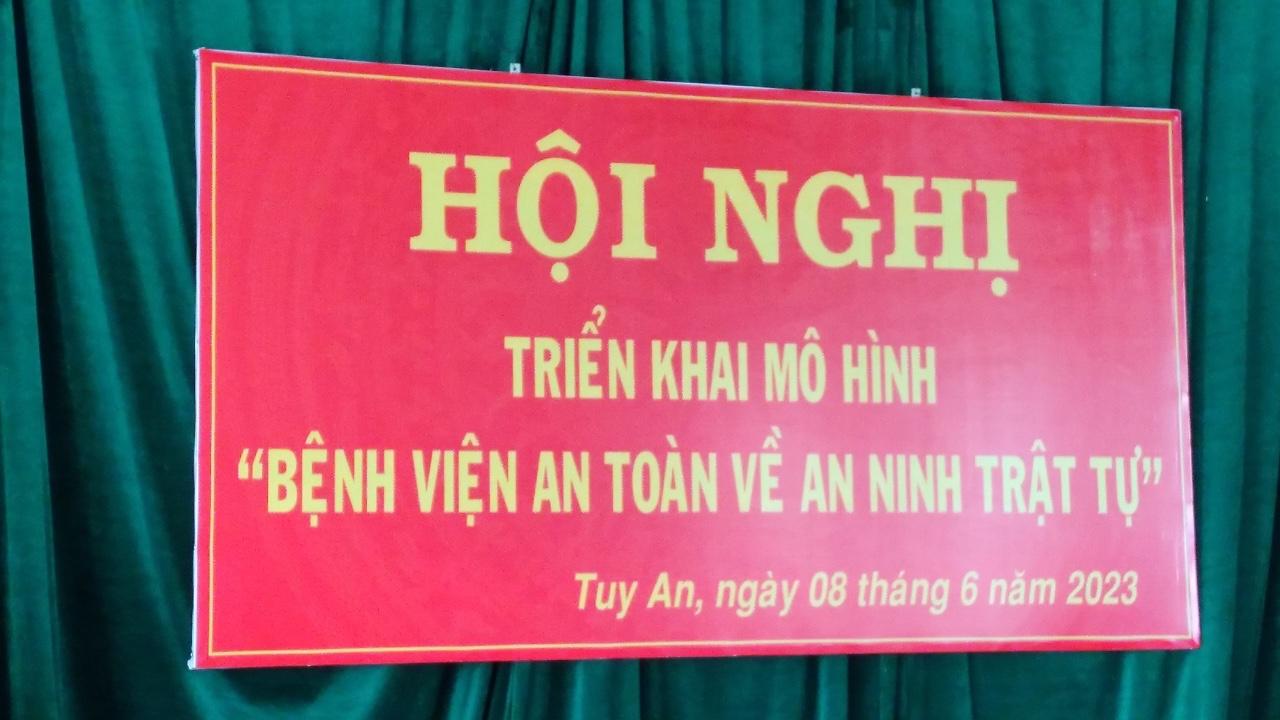 HỘI NGHỊ
TRIỂN KHAI MÔ HÌNH
“BỆNH VIỆN AN TOÀN VỀ AN NINH TRẬT TỰ”
Tuy An, ngày 08 tháng 6 năm 2023